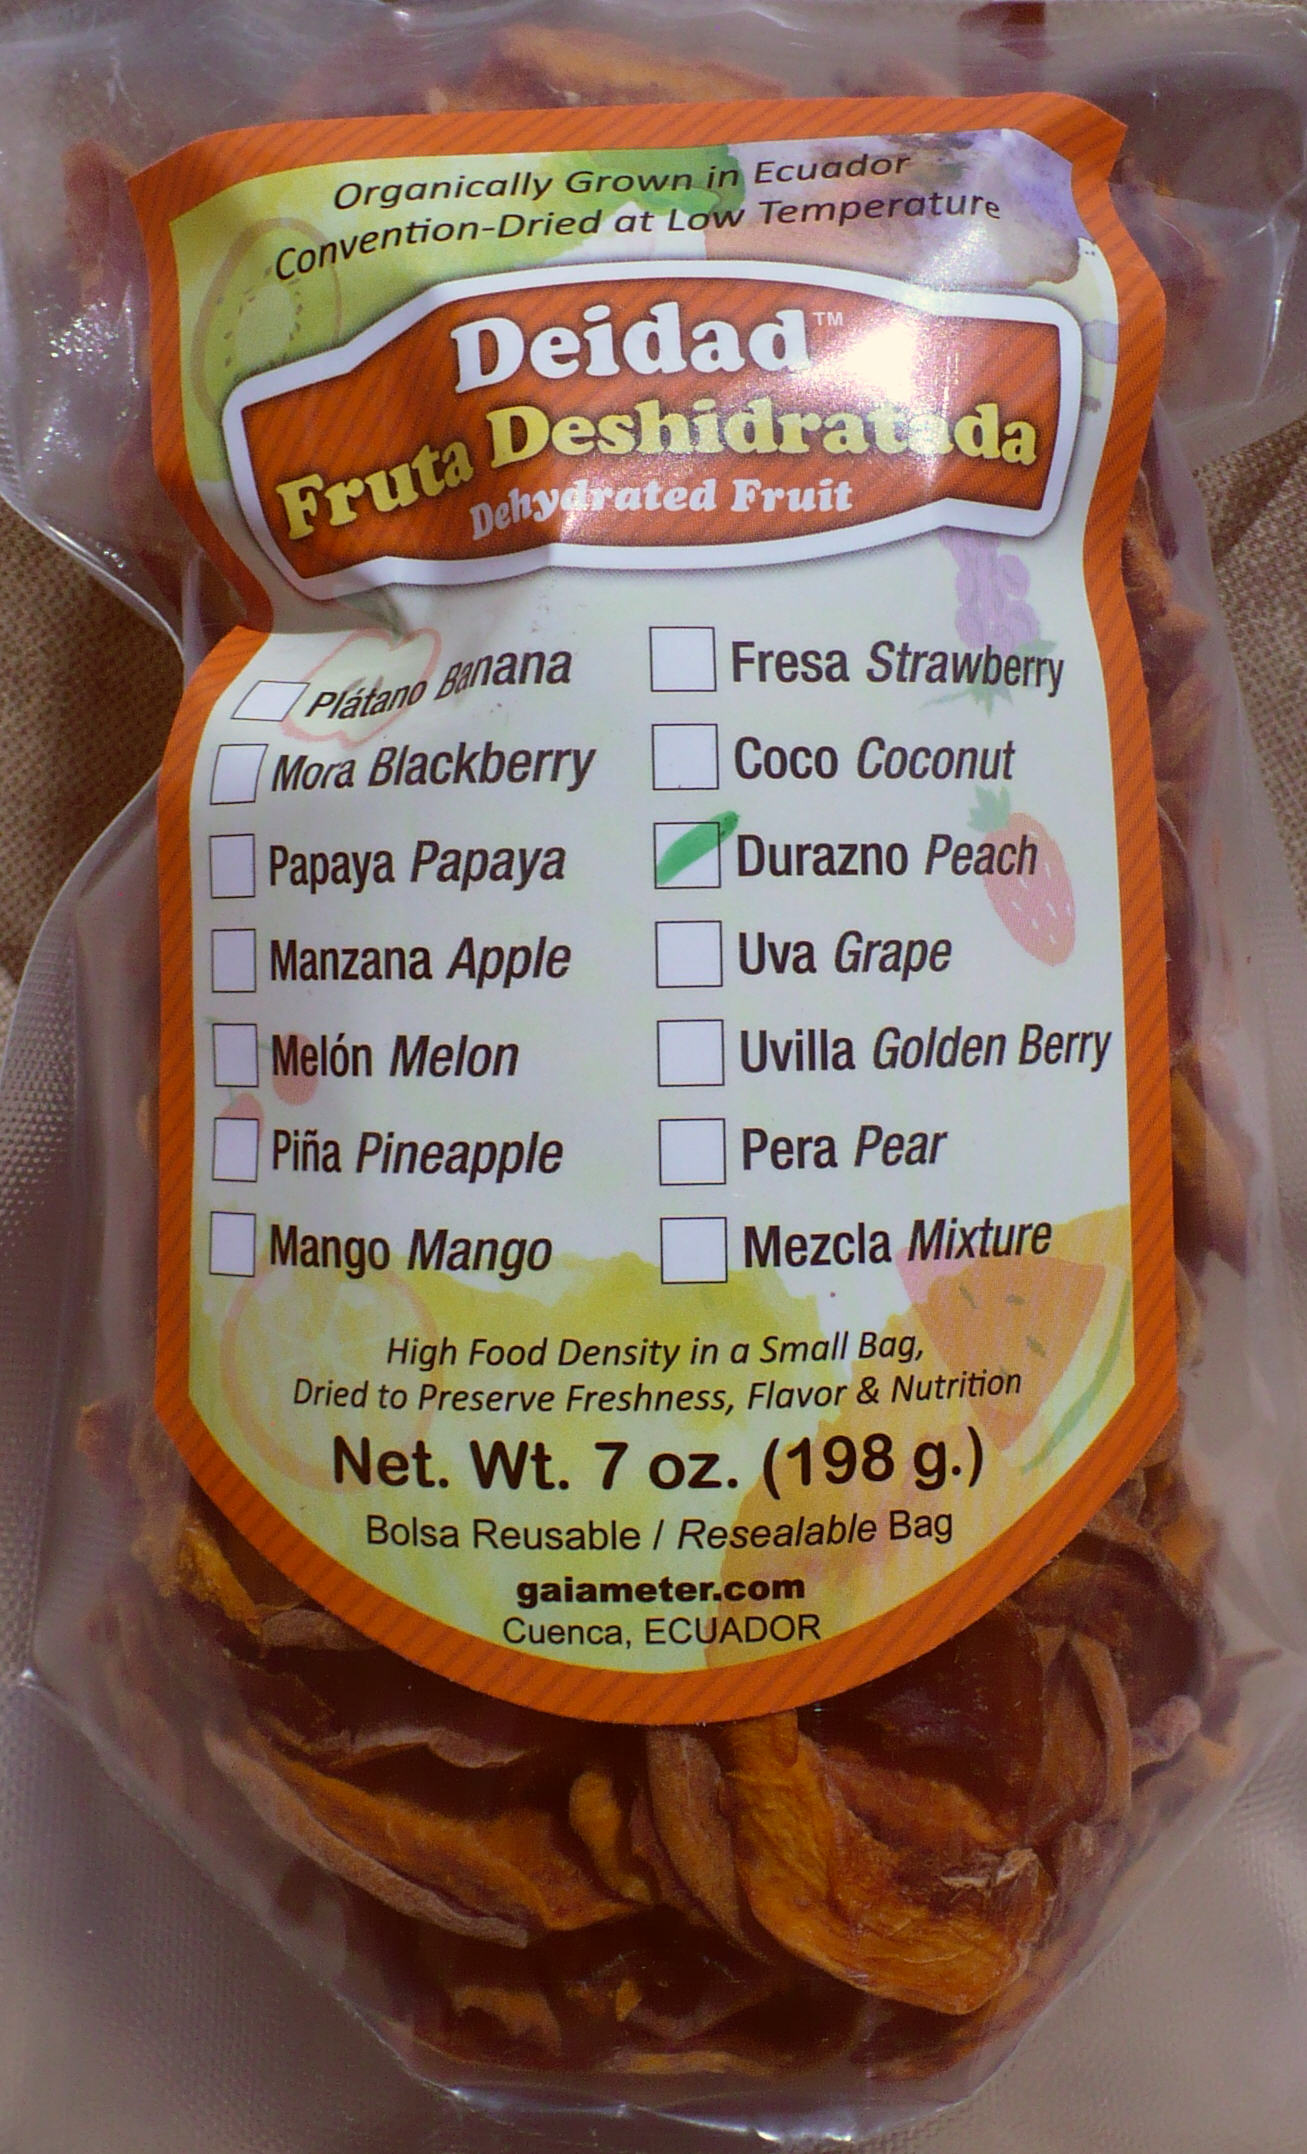 Organically Grown in Ecuador
Convention-Dried at Low Temperature
Deidad™
Fruta Deshidratada
Dehydrated Fruit
Plátano Banana
Mora Blackberry
Papaya Papaya
Manzana Apple
Melón Melon
Piña Pineapple
Mango Mango
Fresa Strawberry
Coco Coconut
Durazno Peach
Uva Grape
Uvilla Golden Berry
Pera Pear
Mezcla Mixture
High Food Density in a Small Bag,
Dried to Preserve Freshness, Flavor & Nutrition
Net. Wt. 7 oz. (198 g.)
Bolsa Reusable / Resealable Bag
gaiameter.com
Cuenca, ECUADOR